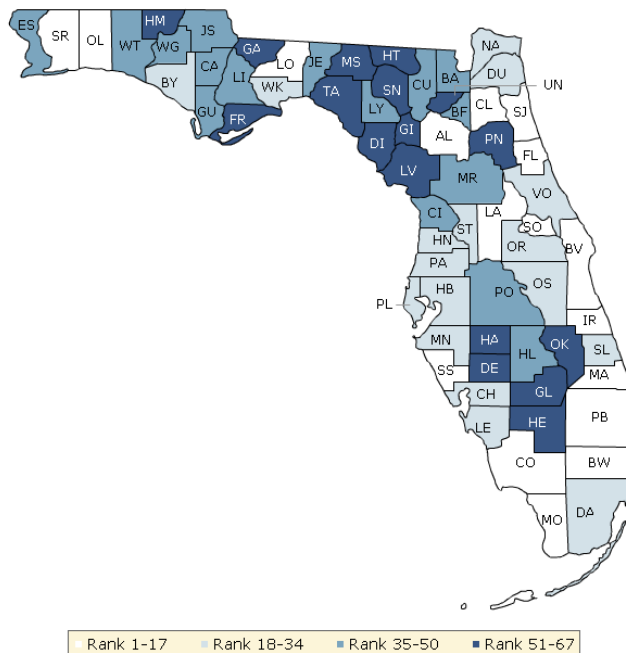 ES
SR
OL
HM
WT
WG
JS
BY
CA
GU
GA
LI
FR
LO
WK
JE
MS
TA
HT
SN
LY
CU
BA
NA
DU
UN
BF
CL
SJ
GI
DI
AL
PN
FL
LV
MR
VO
CI
ST
LA
SO
HN
OR
BV
PA
PL
HB
PO
OS
IR
MN
HA
HL
OK
SL
SS
DE
MA
CH
GL
LE
HE
PB
CO
BW
MO
DA
Rank 1-17 Rank 18-34 Rank 35-50 Rank 51-67